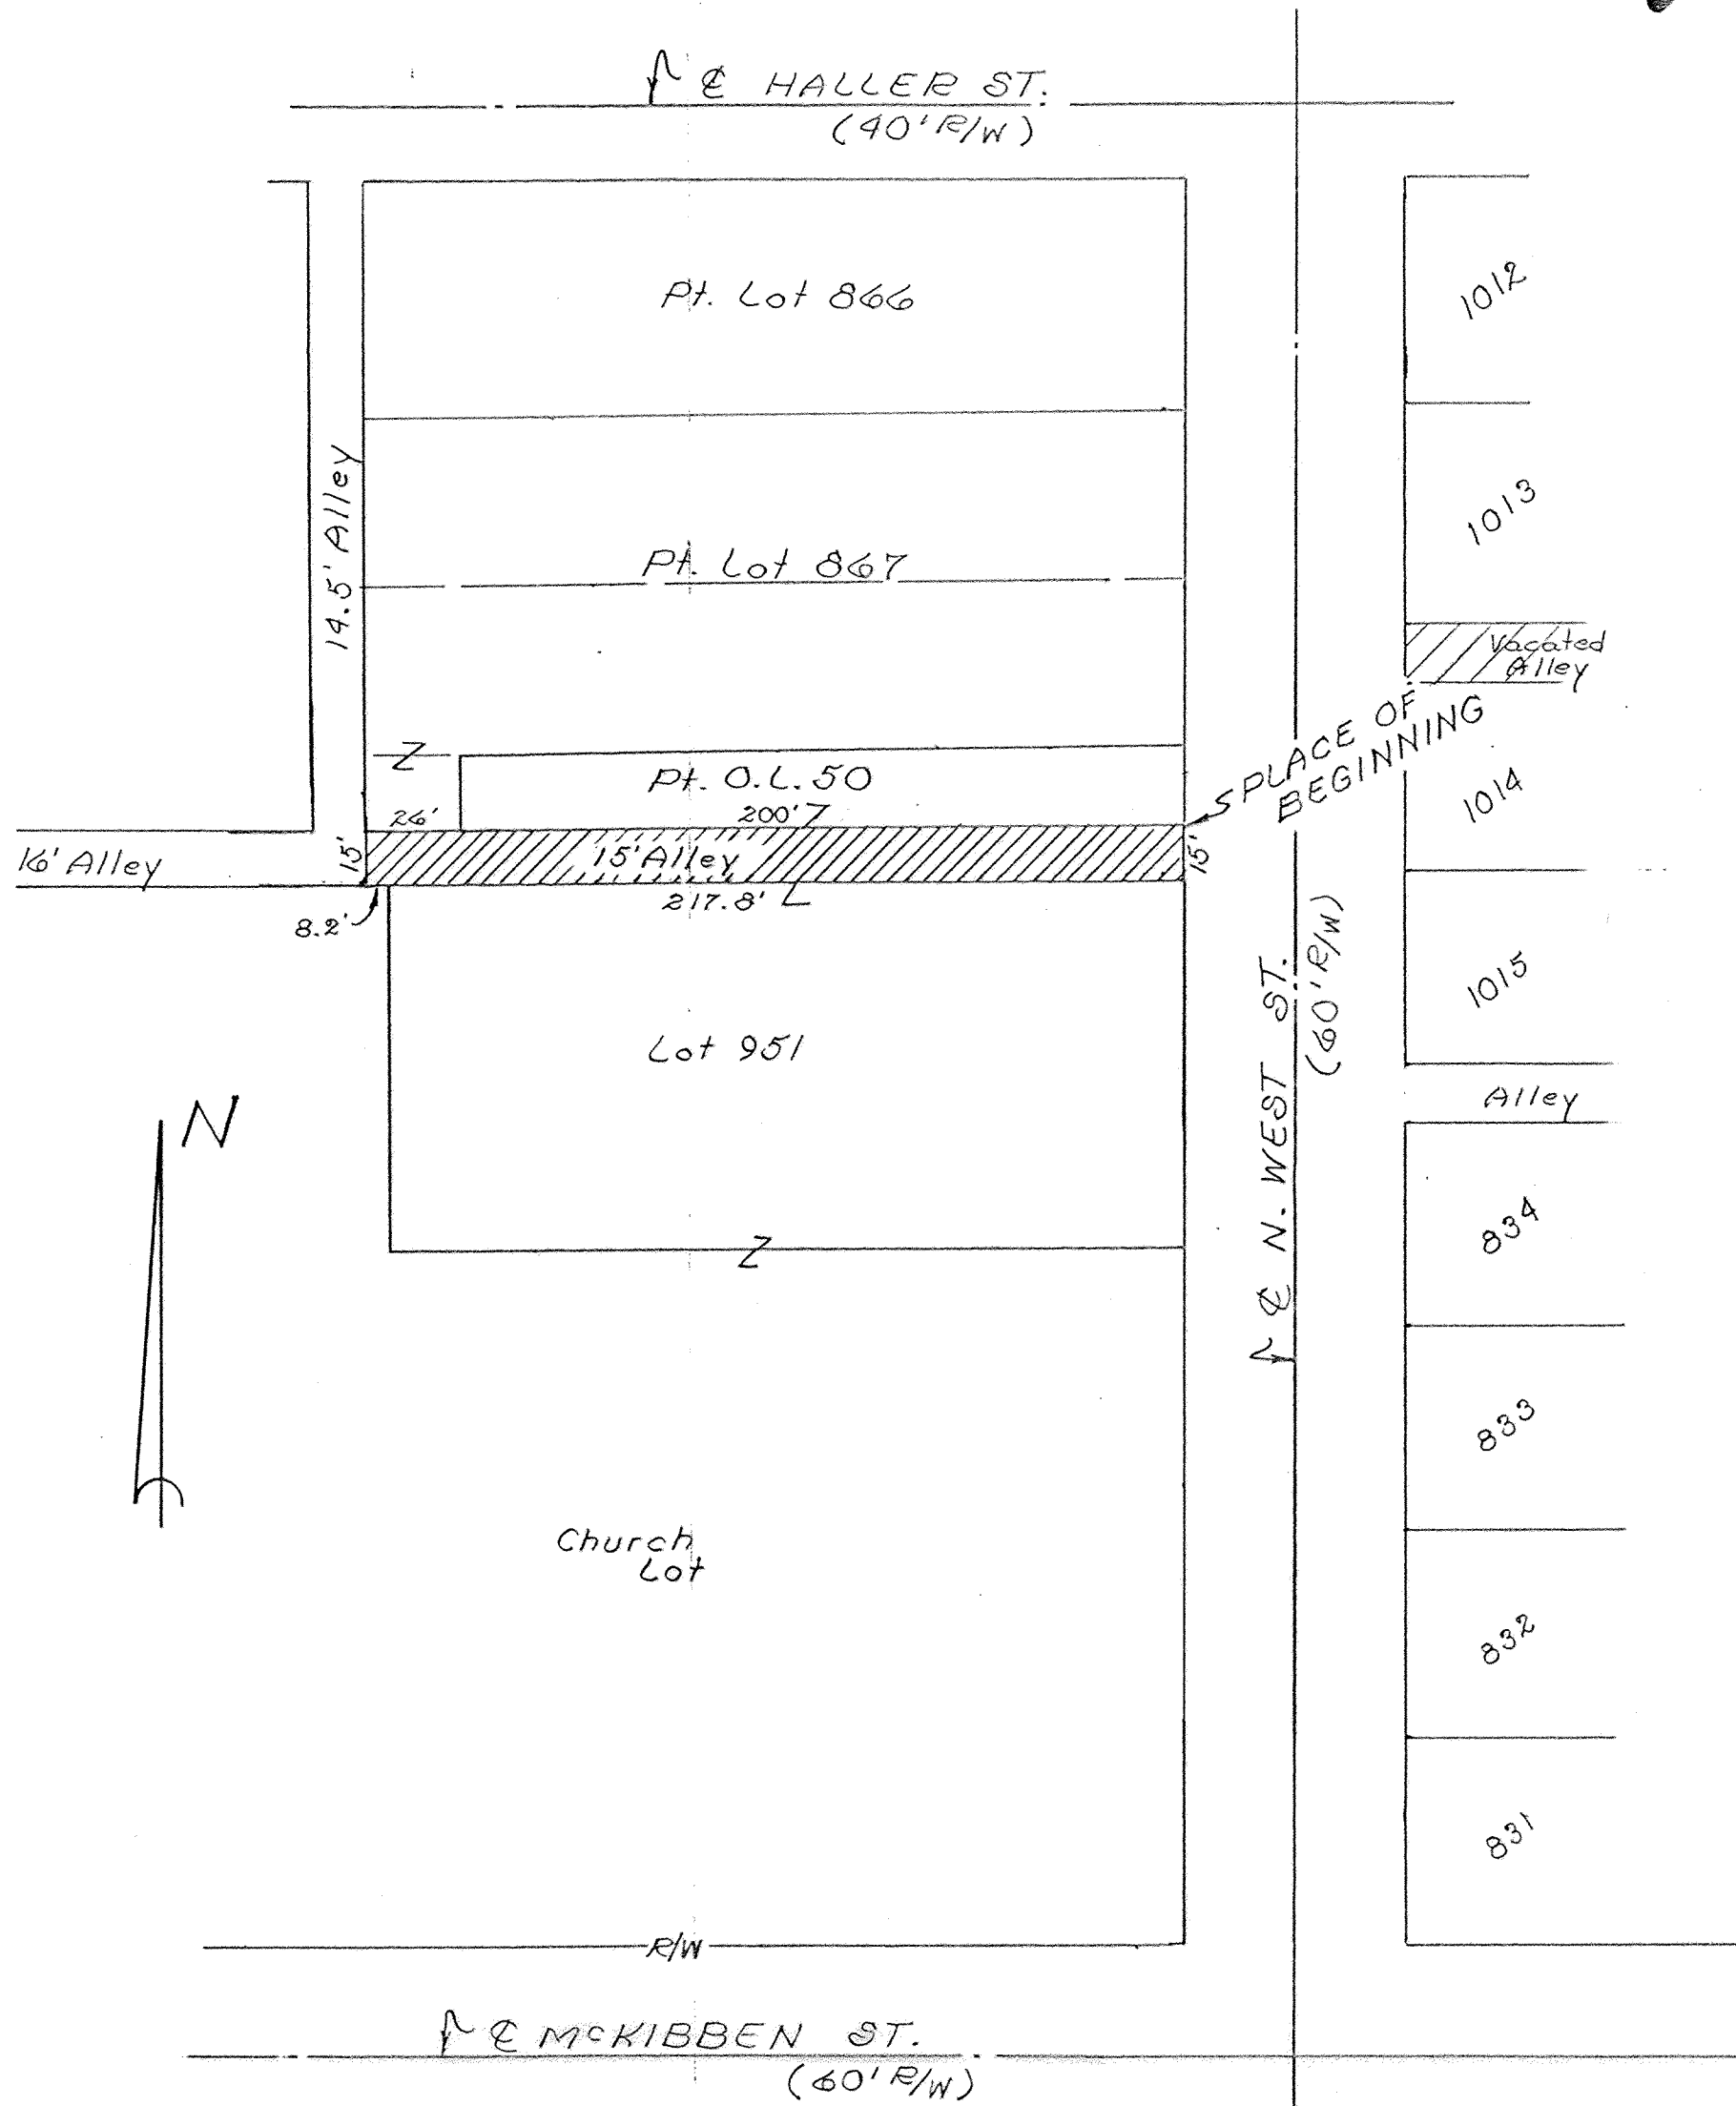 ℄ HALLER ST.
(40' R/W)
Pt. Lot 866
1012
14.5' Alley
1013
Pt. Lot 867
Vacated
Alley
PLACE OF
BEGINNING
Pt. O.L. 50
1014
26'
200'
16' Alley
15'
15' Alley
15'
8.2'
217.8'
℄ N. WEST ST.
(60' R/W)
1015
Lot 951
Alley
N
834
833
Church
Lot
832
831
R/W
℄ McKIBBEN ST.
(60' R/W)